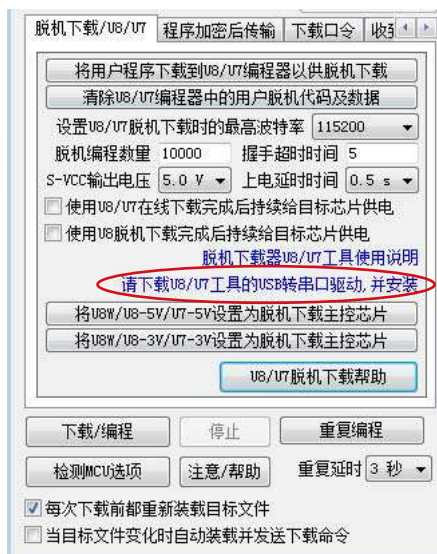 脱机下载/U8/U7 程序加密后传输 下载口令
将用户程序下载到U8/U7编程器以供脱机下载
清除U8/U7编程器中的用户脱机代码及数据
设置U8/U7脱机下载时的最高波特率 115200
脱机编程数量 10000 握手超时时间 5
S-VCC输出电压 5.0 V 上电延时时间 0.5 s
使用U8/U7在线下载完成后持续给目标芯片供电
使用U8脱机下载完成后持续给目标芯片供电
脱机下载器U8/U7工具使用说明
请下载U8/U7工具的USB转串口驱动,并安装
将U8W/U8-5V/U7-5V设置为脱机下载主控芯片
将U8W/U8-3V/U7-3V设置为脱机下载主控芯片
U8/U7脱机下载帮助
下载/编程 停止 重复编程
检测MCU选项 注意/帮助 重复延时 3 秒
每次下载前都重新装载目标文件
当目标文件变化时自动装载并发送下载命令